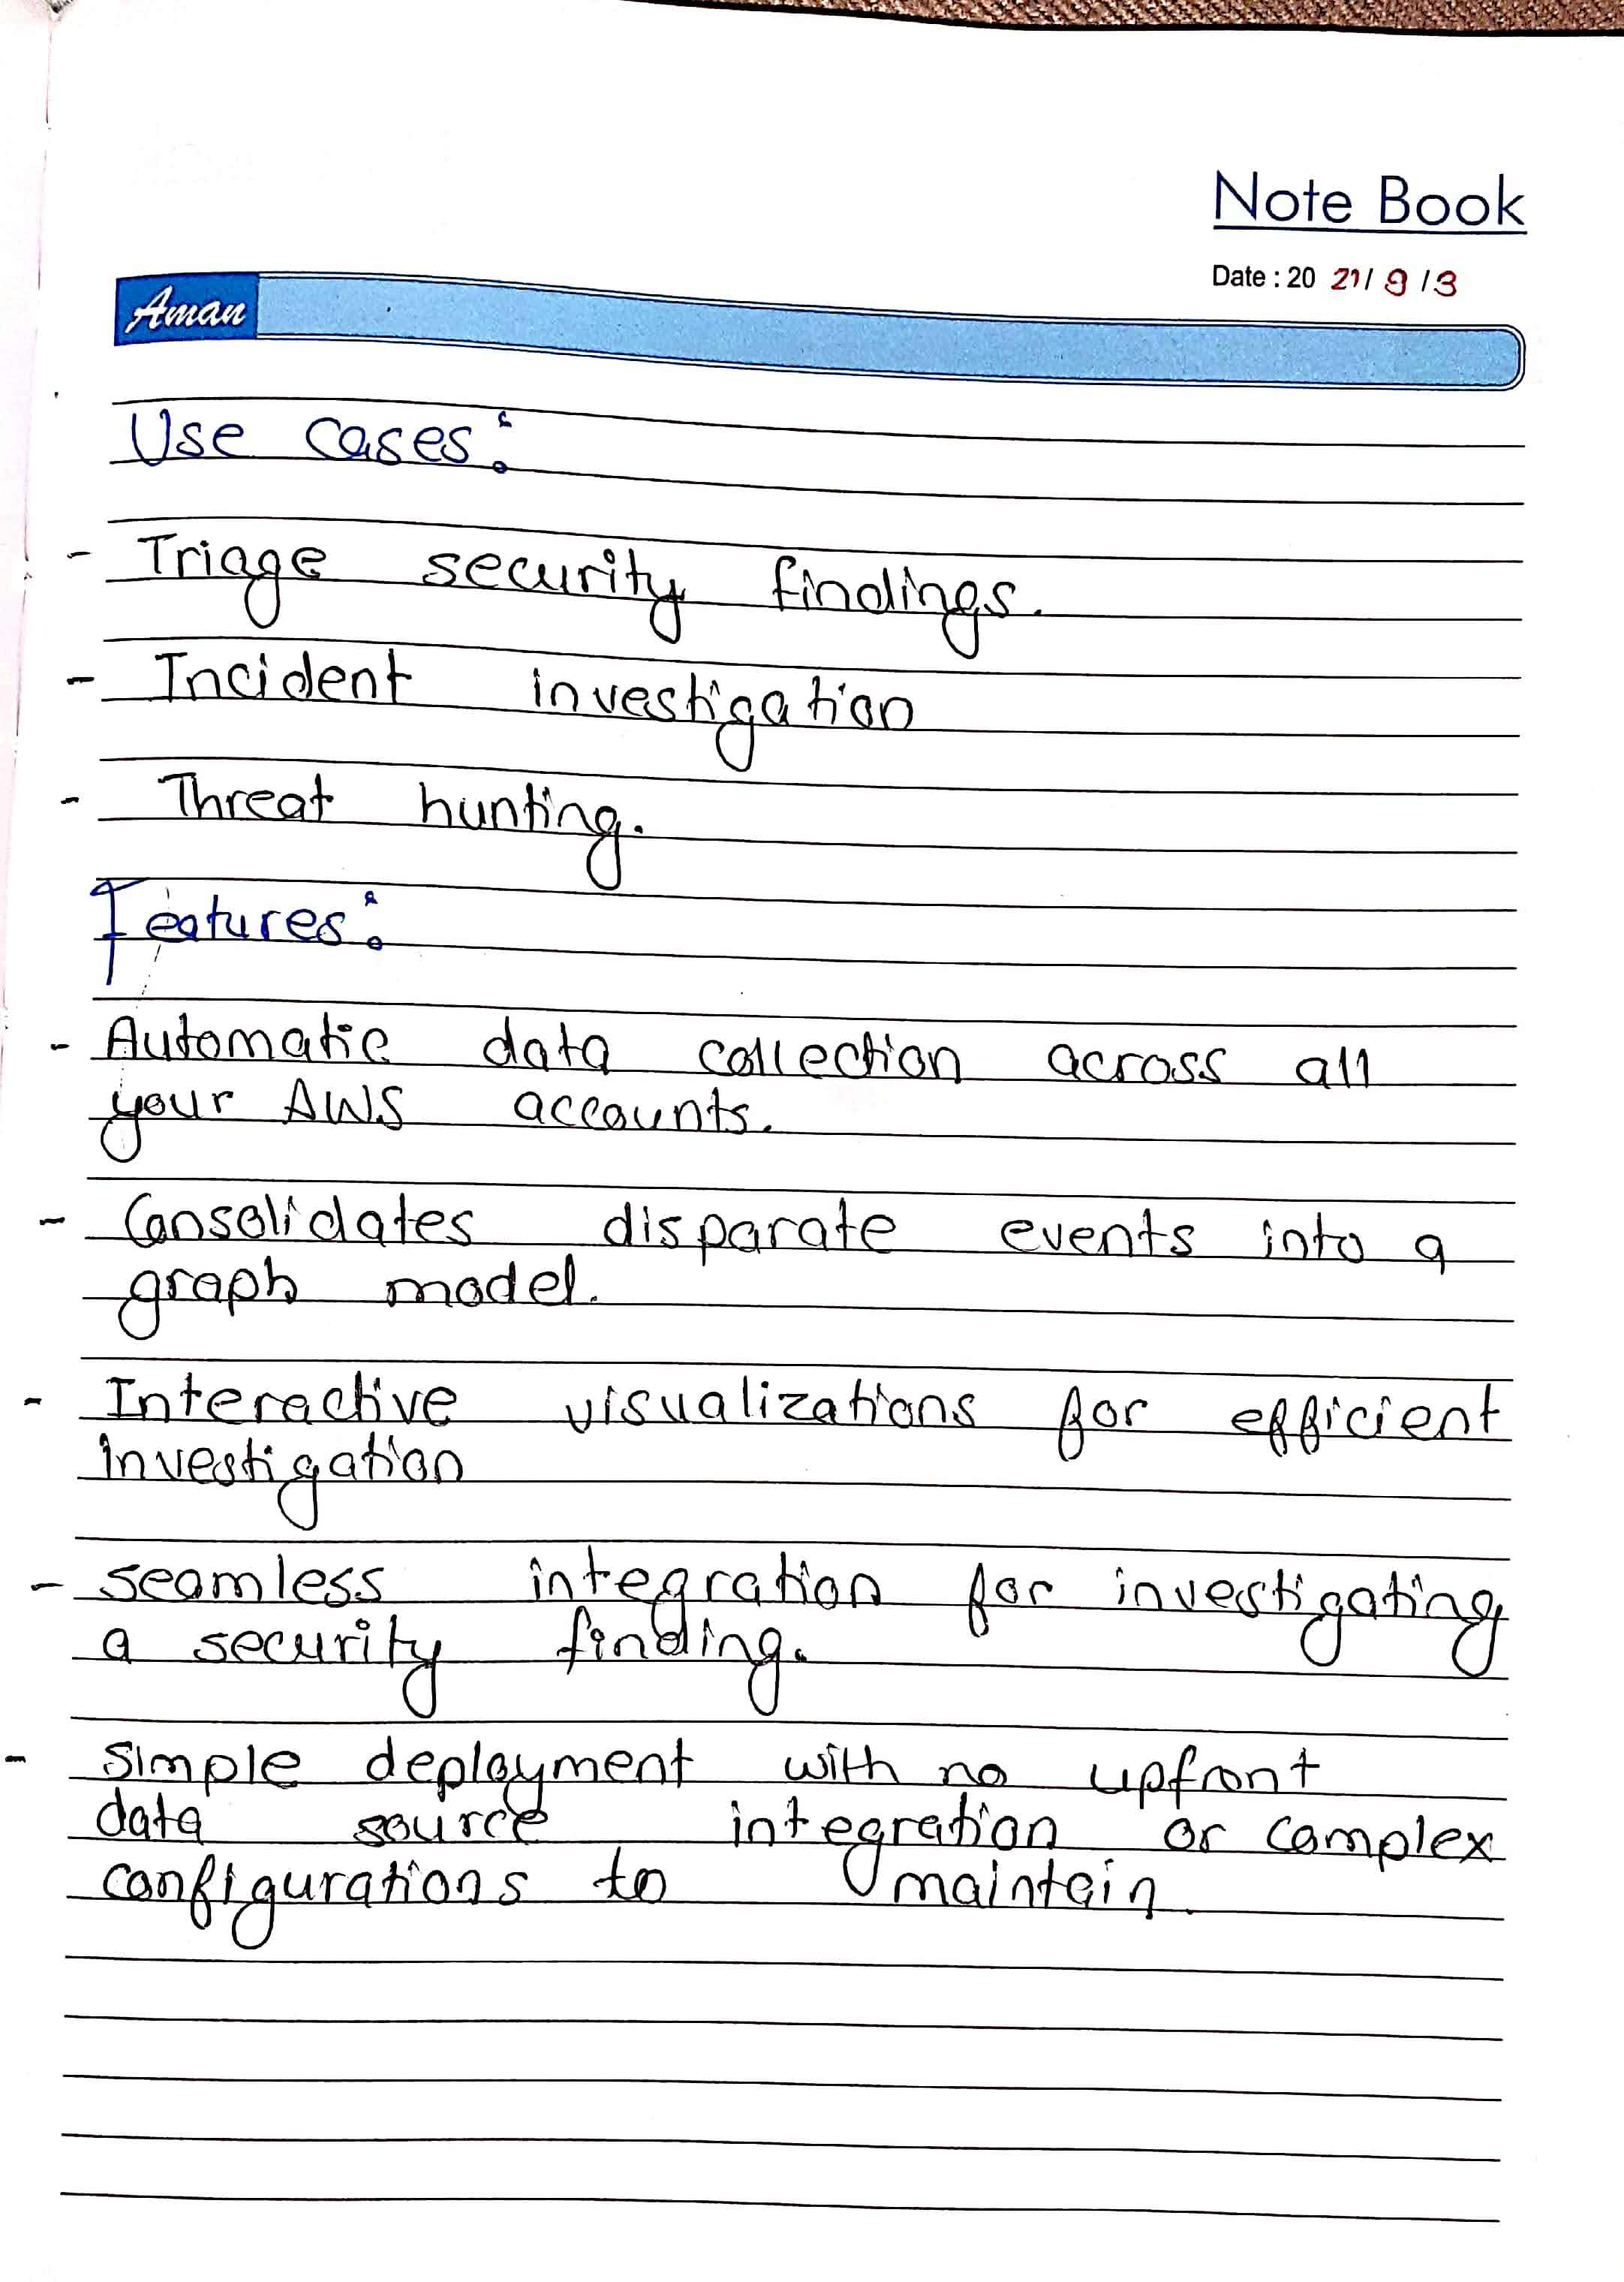 Note Book
Date : 20 21/ 9 /3
Aman
Use cases:
- Triage security findings.
- Incident investigation
- Threat hunting.
Features:
- Automatic data collection across all
your AWS accounts.
- Consolidates disparate events into a
graph model.
- Interactive visualizations for efficient
investigation
- seamless integration for investigating
a security finding.
- Simple deployment with no upfront
data source integration or complex
configurations to maintain.